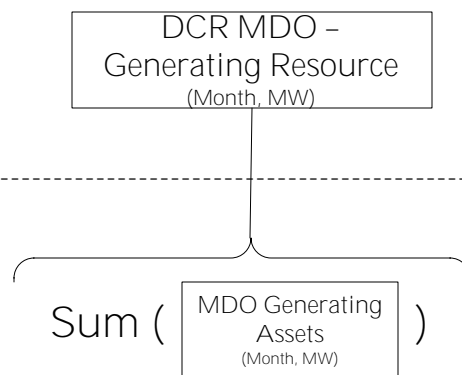 DCR MDO –
Generating Resource
(Month, MW)
Sum ( MDO Generating )
Assets
(Month, MW)